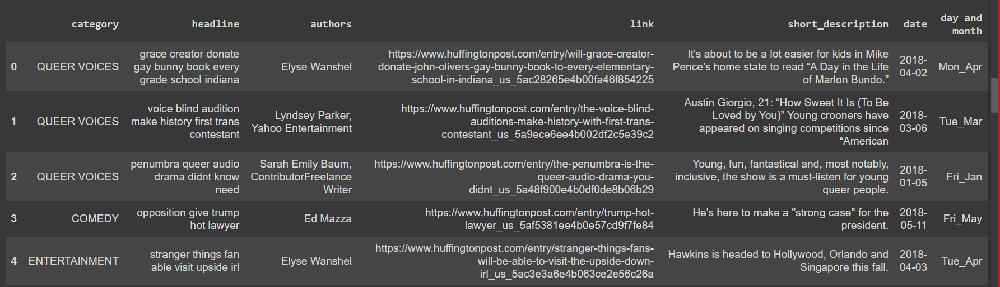 category headline authors link short_description date day and month
0 QUEER VOICES grace creator donate gay bunny book every grade school indiana Elyse Wanshel https://www.huffingtonpost.com/entry/will-grace-creator-donate-john-olivers-gay-bunny-book-to-every-elementary-school-in-indiana_us_5ac28265e4b00fa46f854225 It's about to be a lot easier for kids in Mike Pence's home state to read “A Day in the Life of Marlon Bundo.” 2018-04-02 Mon_Apr
1 QUEER VOICES voice blind audition make history first trans contestant Lyndsey Parker, Yahoo Entertainment https://www.huffingtonpost.com/entry/the-voice-blind-auditions-make-history-with-first-trans-contestant_us_5a9ece6ee4b002df2c5e39c2 Austin Giorgio, 21: “How Sweet It Is (To Be Loved by You)” Young crooners have appeared on singing competitions since “American 2018-03-06 Tue_Mar
2 QUEER VOICES penumbra queer audio drama didnt know need Sarah Emily Baum, ContributorFreelance Writer https://www.huffingtonpost.com/entry/the-penumbra-is-the-queer-audio-drama-you-didnt_us_5a48f900e4b0df0de8b06b29 Young, fun, fantastical and, most notably, inclusive, the show is a must-listen for young queer people. 2018-01-05 Fri_Jan
3 COMEDY opposition give trump hot lawyer Ed Mazza https://www.huffingtonpost.com/entry/trump-hot-lawyer_us_5af5381ee4b0e57cd9f7fe84 He's here to make a "strong case" for the president. 2018-05-11 Fri_May
4 ENTERTAINMENT stranger things fan able visit upside irl Elyse Wanshel https://www.huffingtonpost.com/entry/stranger-things-fans-will-be-able-to-visit-the-upside-down-irl_us_5ac3e3a6e4b063ce2e56c26a Hawkins is headed to Hollywood, Orlando and Singapore this fall. 2018-04-03 Tue_Apr